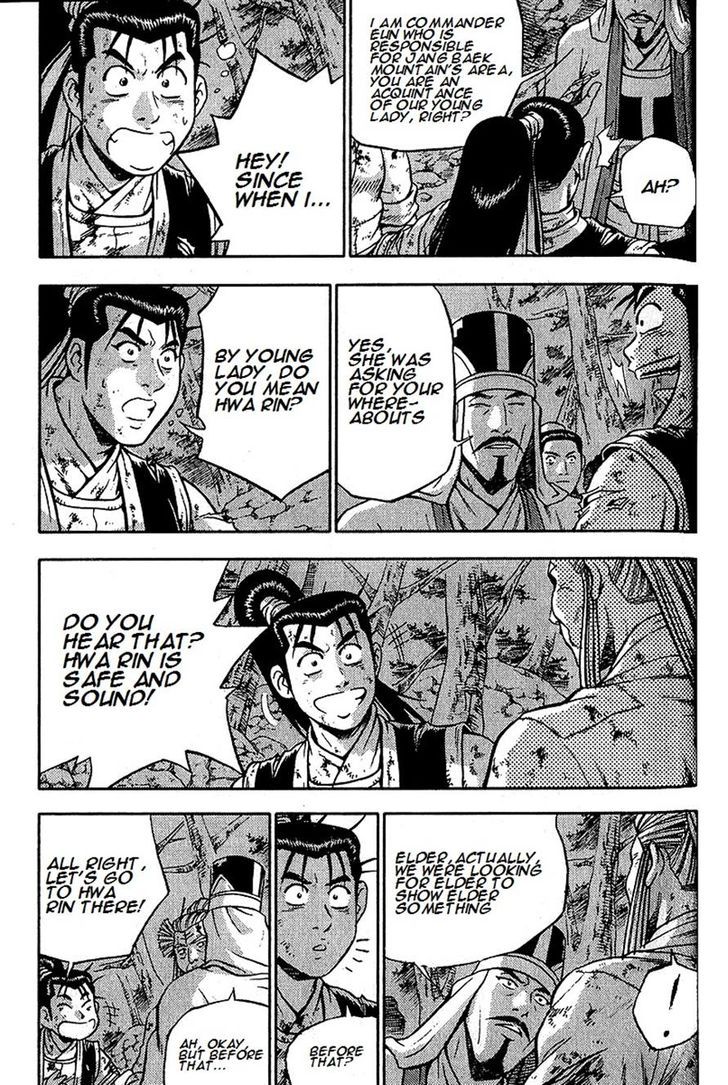 HEY!
SINCE
WHEN I...
I AM COMMANDER
EUN WHO IS
RESPONSIBLE
FOR JANG BAEK
MOUNTAIN'S AREA,
YOU ARE AN
ACQUINTANCE
OF OUR YOUNG
LADY, RIGHT?
AH?
BY YOUNG
LADY, DO
YOU MEAN
HWA RIN?
YES,
SHE WAS
ASKING
FOR YOUR
WHERE-
ABOUTS
DO YOU
HEAR THAT?
HWA RIN IS
SAFE AND
SOUND!
ALL RIGHT,
LET'S GO
TO HWA
RIN THERE!
AH, OKAY,
BUT BEFORE
THAT...
BEFORE
THAT?
ELDER, ACTUALLY,
WE WERE LOOKING
FOR ELDER TO
SHOW ELDER
SOMETHING
!